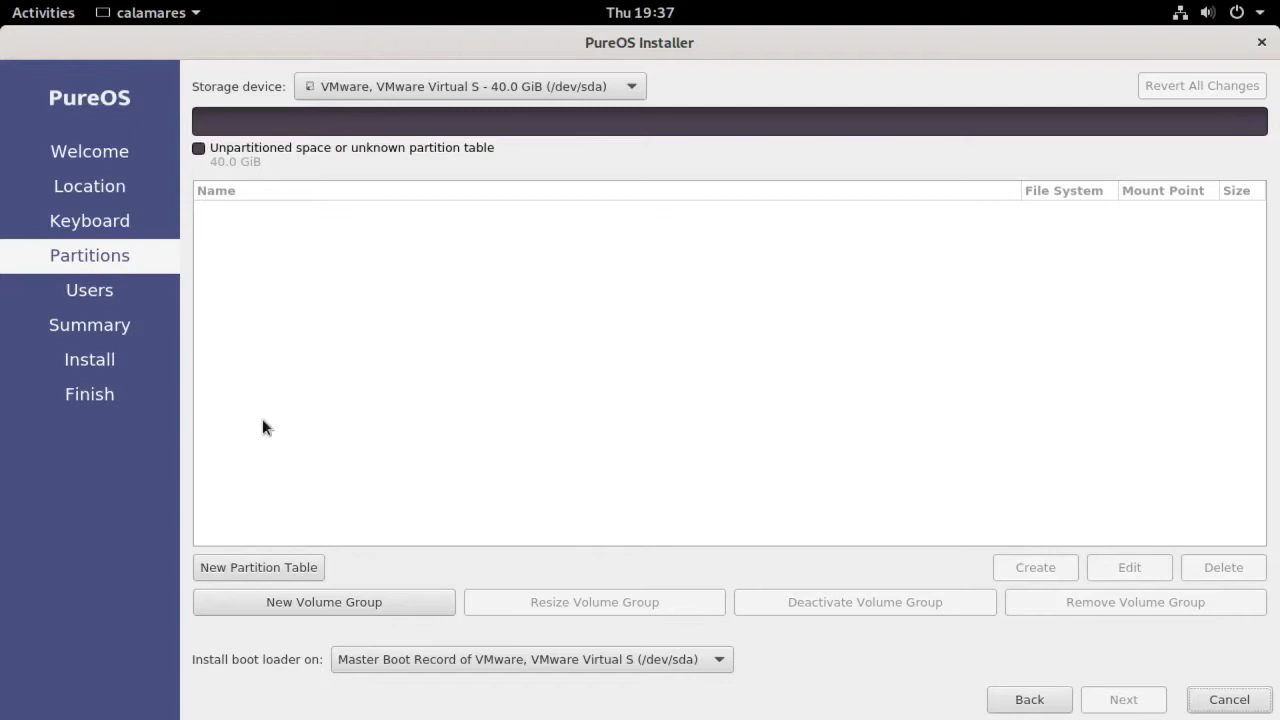 Activities calamares Thu 19:37
PureOS Installer
PureOS
Welcome
Location
Keyboard
Partitions
Users
Summary
Install
Finish
Storage device: VMware, VMware Virtual S - 40.0 GiB (/dev/sda) Revert All Changes
Unpartitioned space or unknown partition table
40.0 GiB
Name File System Mount Point Size
New Partition Table Create Edit Delete
New Volume Group Resize Volume Group Deactivate Volume Group Remove Volume Group
Install boot loader on: Master Boot Record of VMware, VMware Virtual S (/dev/sda)
Back Next Cancel